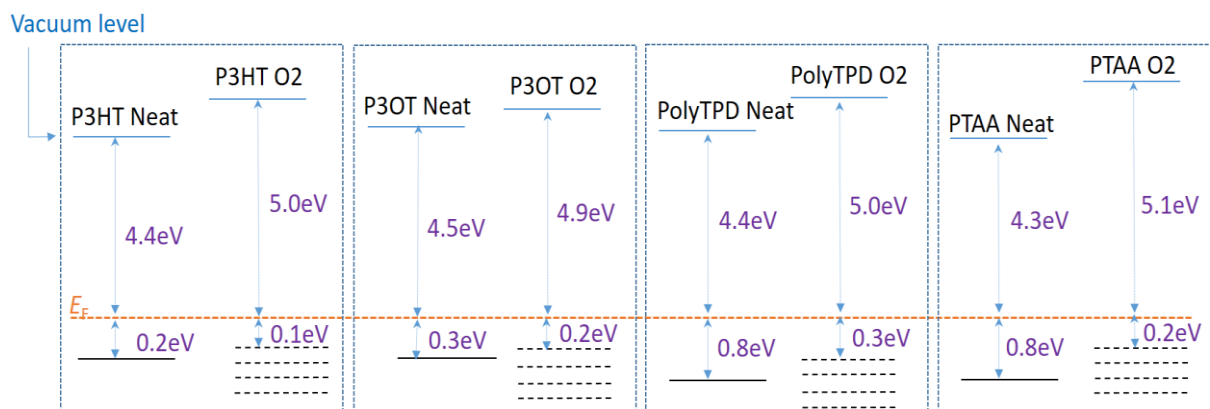 Vacuum level
P3HT Neat
P3HT O2
P3OT Neat
P3OT O2
PolyTPD Neat
PolyTPD O2
PTAA Neat
PTAA O2
4.4eV
5.0eV
4.5eV
4.9eV
4.4eV
5.0eV
4.3eV
5.1eV
EF
0.2eV
0.1eV
0.3eV
0.2eV
0.8eV
0.3eV
0.8eV
0.2eV